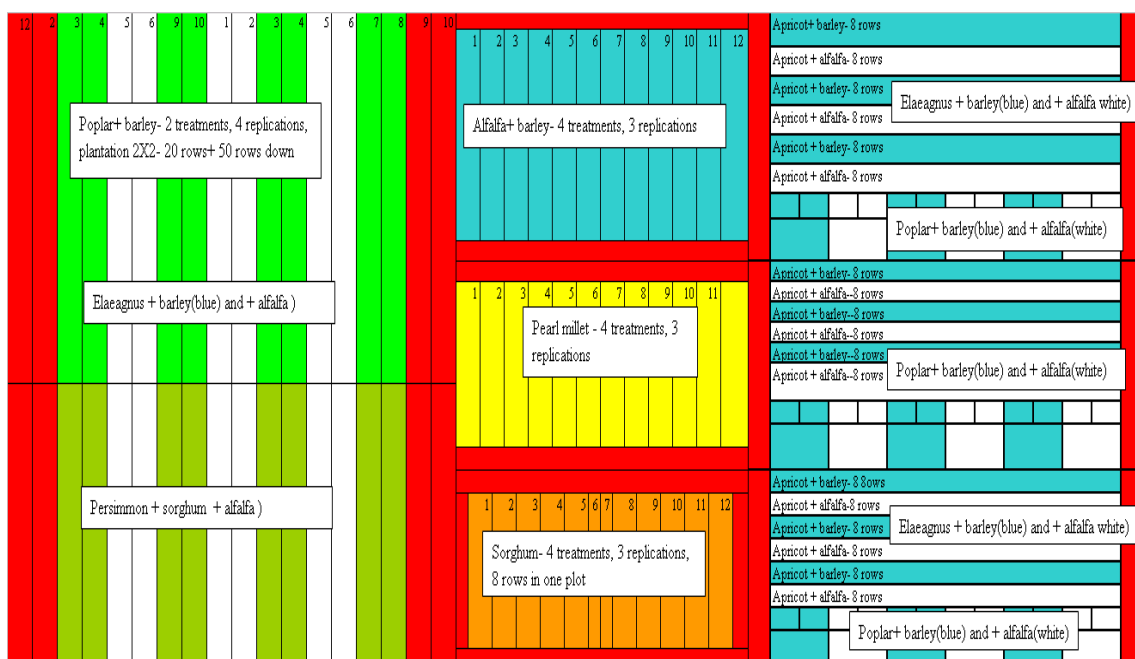 12 2 3 4 5 6 9 10 1 2 3 4 5 6 7 8 9 10
Poplar+ barley- 2 treatments, 4 replications,
plantation 2X2- 20 rows+ 50 rows down
Elaeagnus + barley(blue) and + alfalfa )
Persimmon + sorghum + alfalfa )
1 2 3 4 5 6 7 8 9 10 11 12
Alfalfa+ barley- 4 treatments, 3 replications
1 2 3 4 5 6 7 8 9 10 11
Pearl millet - 4 treatments, 3
replications
1 2 3 4 5 6 7 8 9 10 11 12
Sorghum- 4 treatments, 3 replications,
8 rows in one plot
Apricot+ barley- 8 rows
Apricot + alfalfa- 8 rows
Apricot + barley- 8 rows
Elaeagnus + barley(blue) and + alfalfa white)
Apricot + alfalfa- 8 rows
Apricot + barley- 8 rows
Apricot + alfalfa- 8 rows
Poplar+ barley(blue) and + alfalfa(white)
Apricot + barley- 8 rows
Apricot + alfalfa--8 rows
Apricot + barley--8 rows
Apricot + alfalfa--8 rows
Apricot + barley--8 rows
Poplar+ barley(blue) and + alfalfa(white)
Apricot + alfalfa--8 rows
Apricot + barley- 8 8ows
Apricot + alfalfa-8 rows
Apricot + barley- 8 rows
Elaeagnus + barley(blue) and + alfalfa white)
Apricot + alfalfa- 8 rows
Apricot + barley- 8 rows
Apricot + alfalfa- 8 rows
Poplar+ barley(blue) and + alfalfa(white)